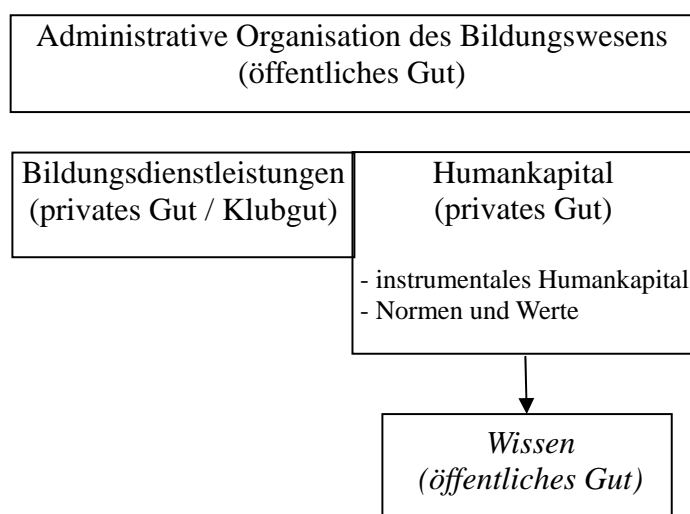 Administrative Organisation des Bildungswesens
(öffentliches Gut)
Bildungsdienstleistungen
(privates Gut / Klubgut)
Humankapital
(privates Gut)
- instrumentales Humankapital
- Normen und Werte
Wissen
(öffentliches Gut)